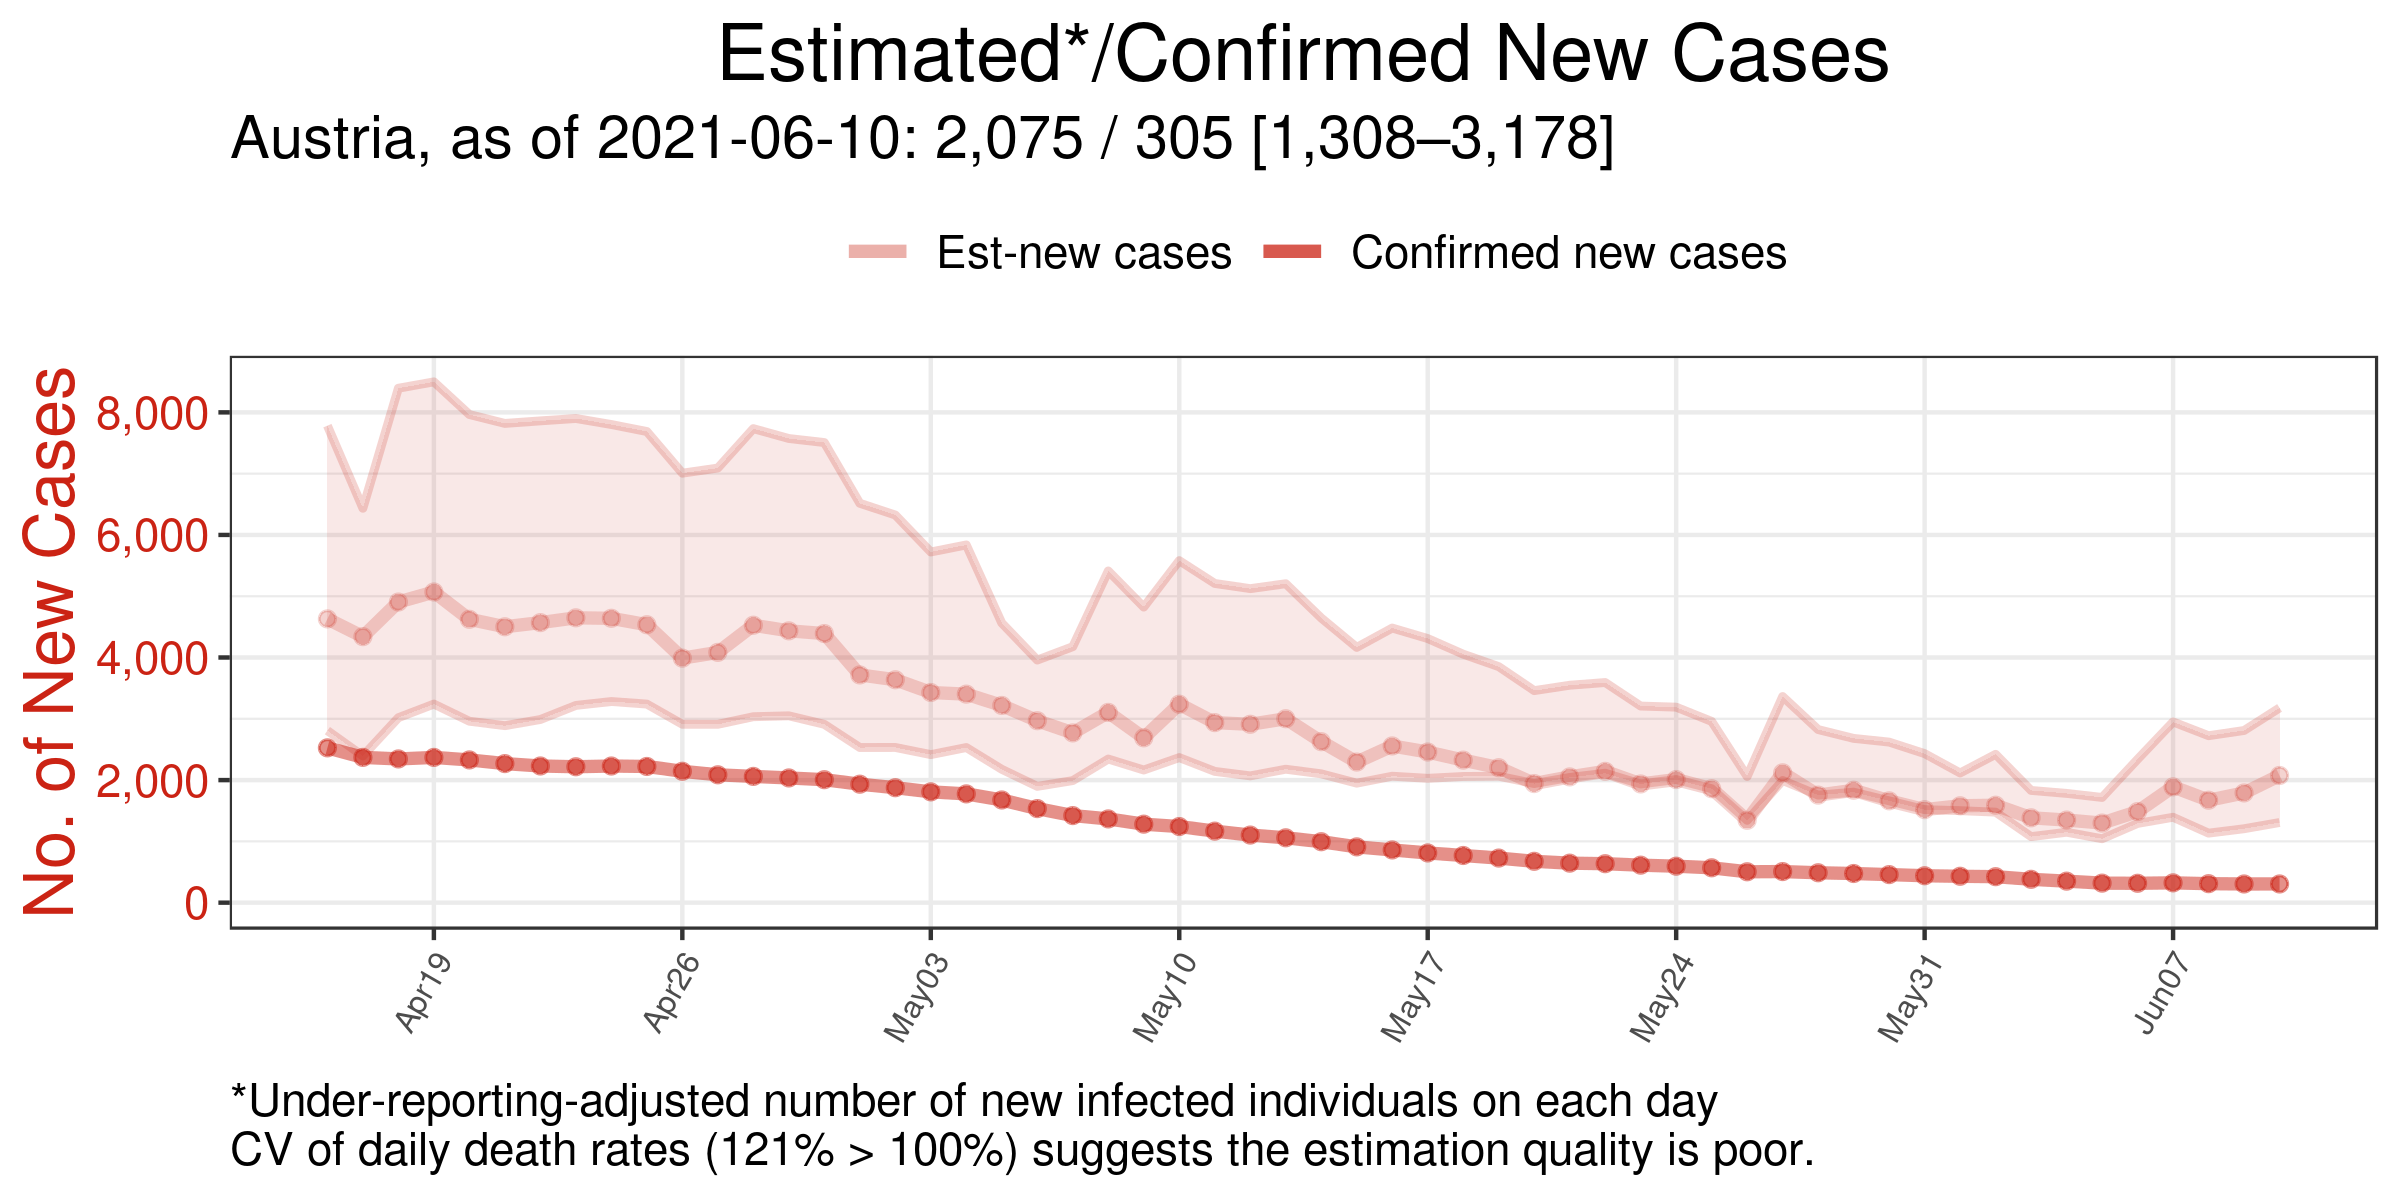 Estimated*/Confirmed New Cases
Austria, as of 2021-06-10: 2,075 / 305 [1,308–3,178]
Est-new cases
Confirmed new cases
No. of New Cases
8,000
6,000
4,000
2,000
0
Apr19
Apr26
May03
May10
May17
May24
May31
Jun07
*Under-reporting-adjusted number of new infected individuals on each day
CV of daily death rates (121% > 100%) suggests the estimation quality is poor.